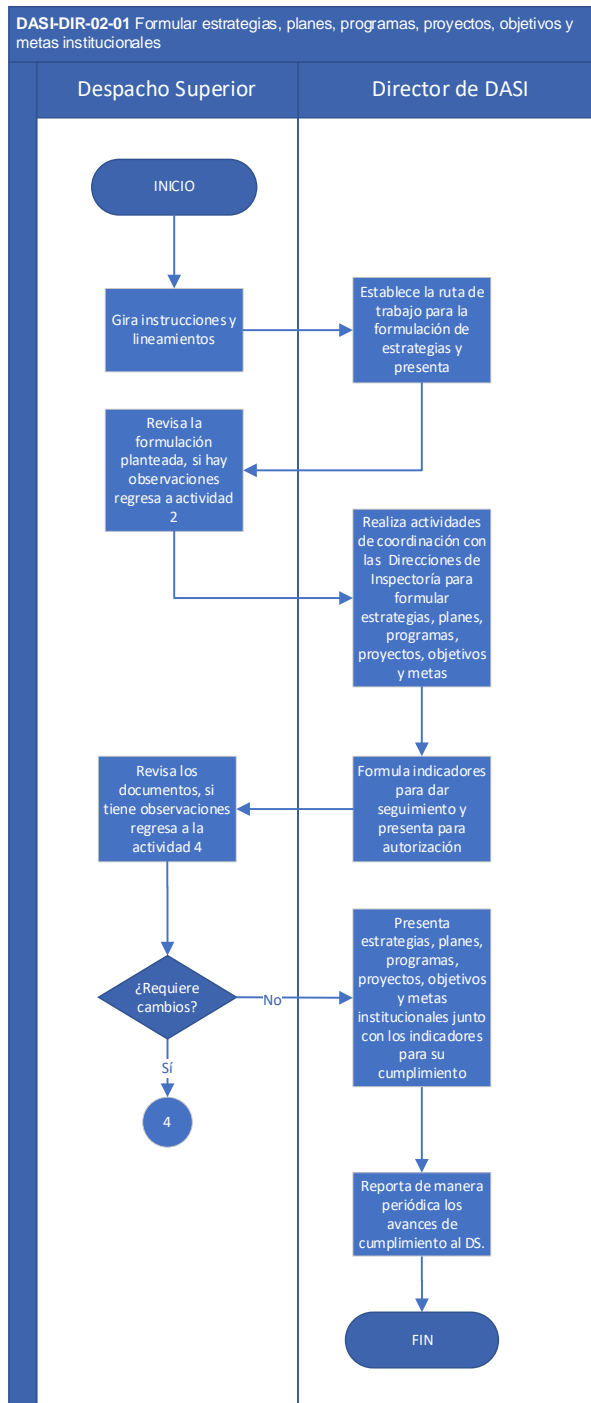 DASI-DIR-02-01 Formular estrategias, planes, programas, proyectos, objetivos y
metas institucionales
Despacho Superior
Director de DASI
INICIO
Gira instrucciones y
lineamientos
Establece la ruta de
trabajo para la
formulación de
estrategias y
presenta
Revisa la
formulación
planteada, si hay
observaciones
regresa a actividad
2
Realiza actividades
de coordinación con
las Direcciones de
Inspectoría para
formular
estrategias, planes,
programas,
proyectos, objetivos
y metas
Formula indicadores
para dar
seguimiento y
presenta para
autorización
Revisa los
documentos, si
tiene observaciones
regresa a la
actividad 4
¿Requiere
cambios?
No
Sí
4
Presenta
estrategias, planes,
programas,
proyectos, objetivos
y metas
institucionales junto
con los indicadores
para su
cumplimiento
Reporta de manera
periódica los
avances de
cumplimiento al DS.
FIN